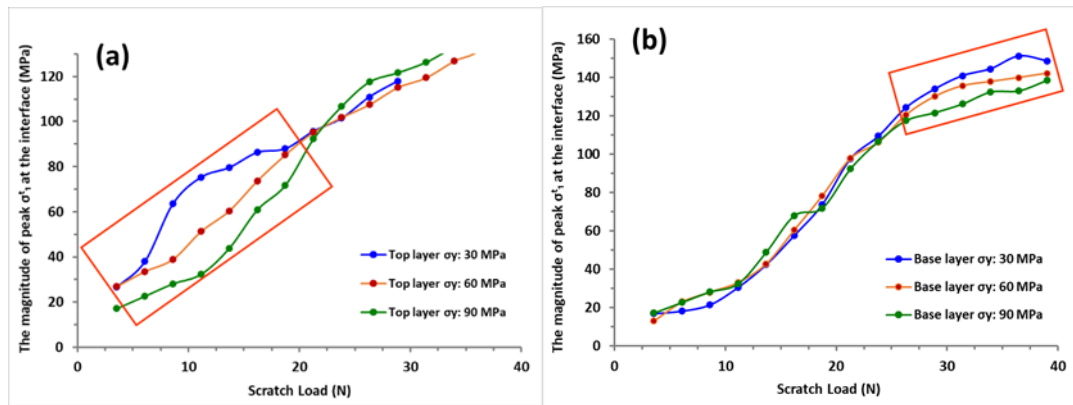 (a)
The magnitude of peak σᵗ₁ at the interface (MPa)
120
100
80
60
40
20
0
Top layer σy: 30 MPa
Top layer σy: 60 MPa
Top layer σy: 90 MPa
0 10 20 30 40
Scratch Load (N)
(b)
The magnitude of peak σᵗ₁ at the interface (MPa)
160
140
120
100
80
60
40
20
0
Base layer σy: 30 MPa
Base layer σy: 60 MPa
Base layer σy: 90 MPa
0 10 20 30 40
Scratch Load (N)